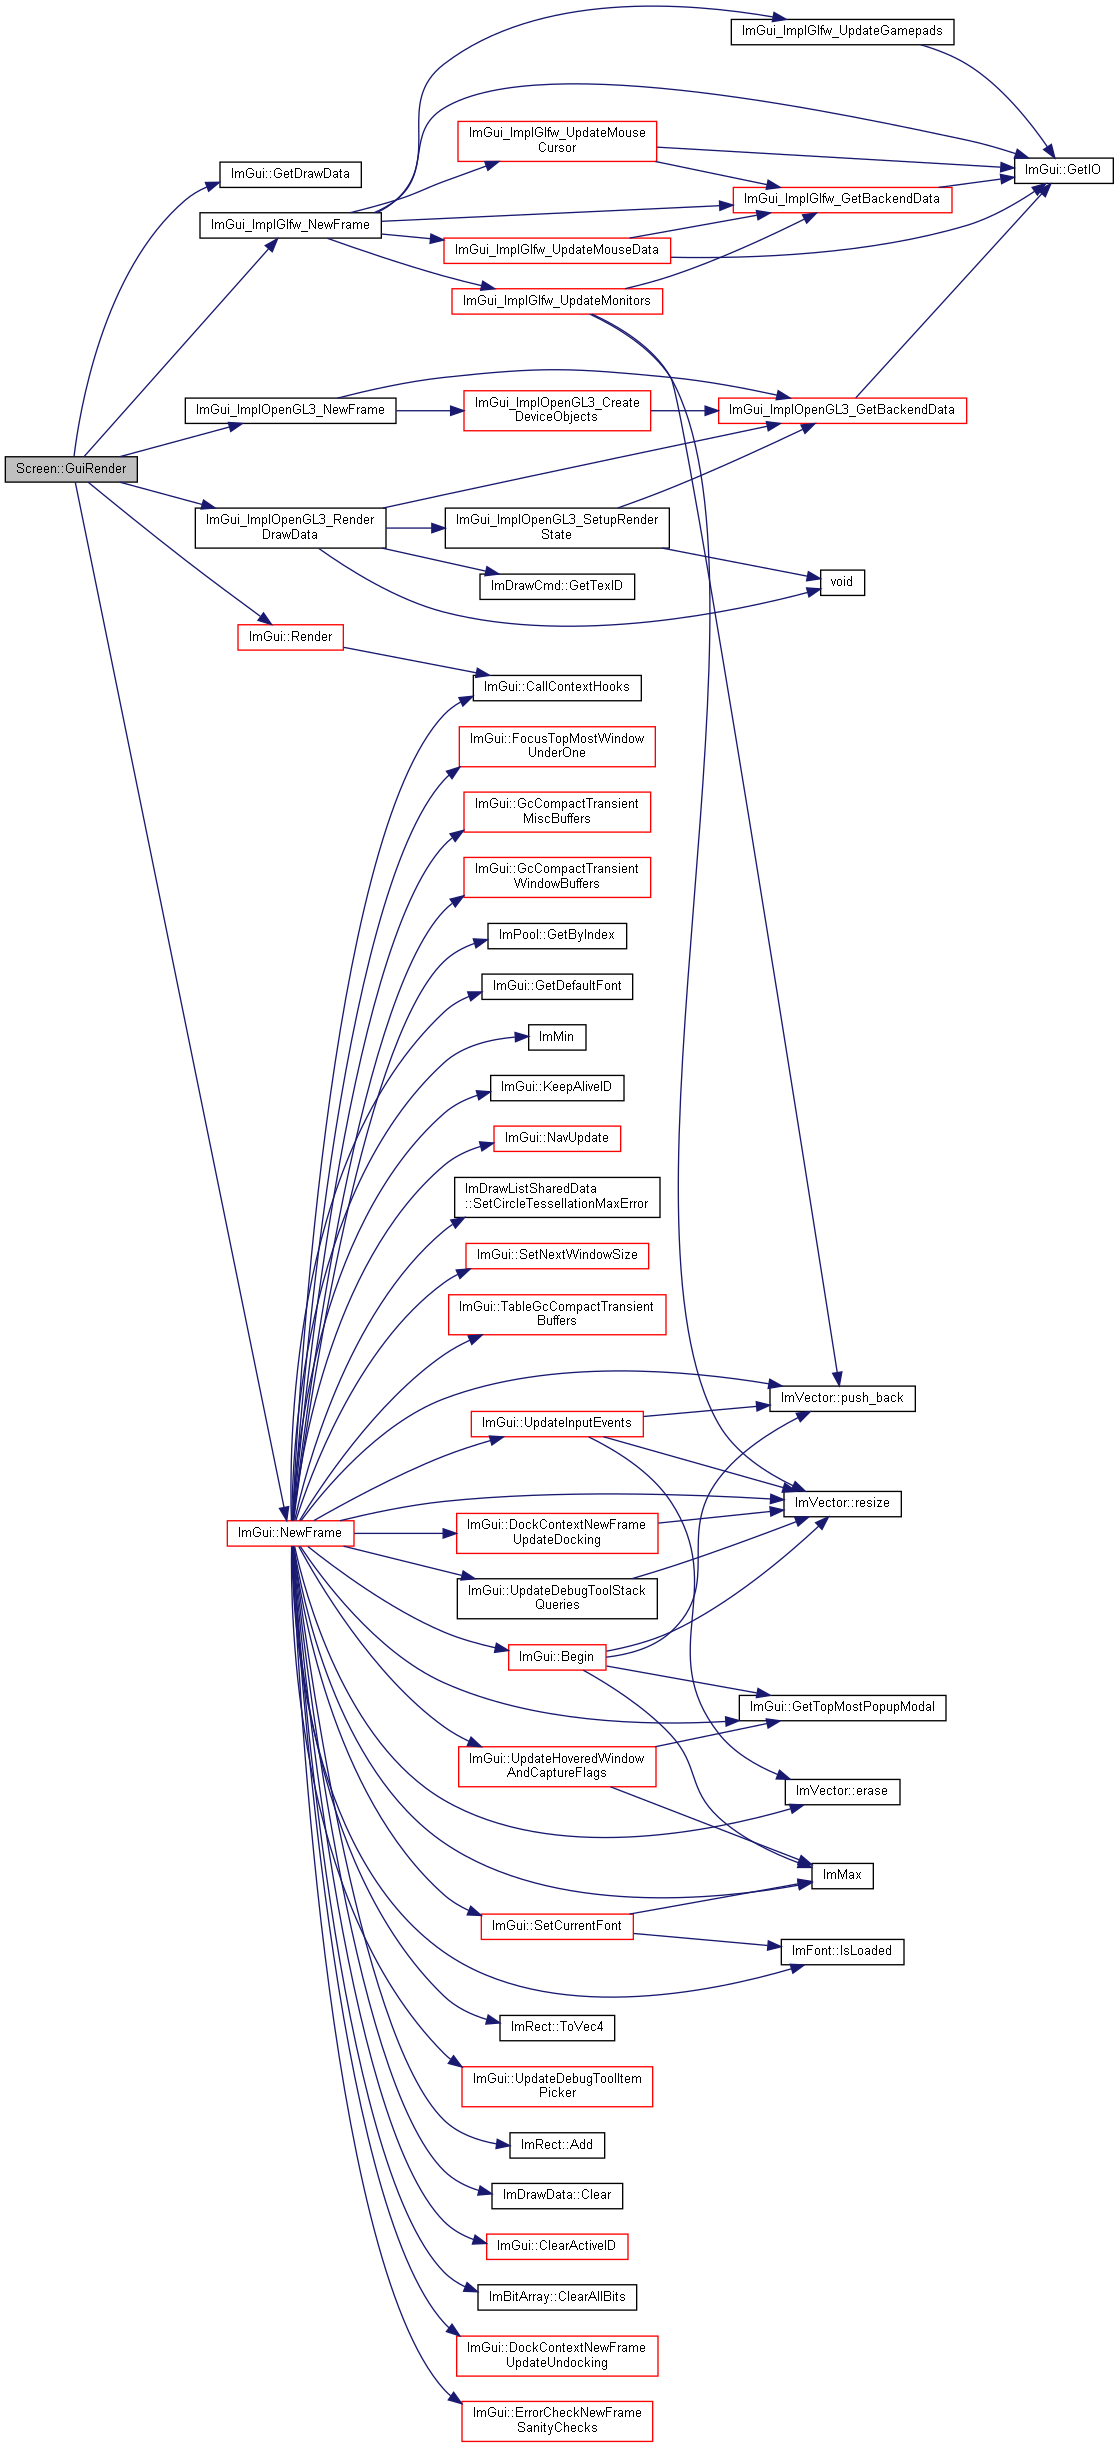 ImGui_ImplGlfw_UpdateGamepads
ImGui_ImplGlfw_UpdateMouse
Cursor
ImGui::GetIO
ImGui::GetDrawData
ImGui_ImplGlfw_GetBackendData
ImGui_ImplGlfw_NewFrame
ImGui_ImplGlfw_UpdateMouseData
ImGui_ImplGlfw_UpdateMonitors
ImGui_ImplOpenGL3_NewFrame
ImGui_ImplOpenGL3_Create
DeviceObjects
ImGui_ImplOpenGL3_GetBackendData
Screen::GuiRender
ImGui_ImplOpenGL3_Render
DrawData
ImGui_ImplOpenGL3_SetupRender
State
ImDrawCmd::GetTexID
void
ImGui::Render
ImGui::CallContextHooks
ImGui::FocusTopMostWindow
UnderOne
ImGui::GcCompactTransient
MiscBuffers
ImGui::GcCompactTransient
WindowBuffers
ImPool::GetByIndex
ImGui::GetDefaultFont
ImMin
ImGui::KeepAliveID
ImGui::NavUpdate
ImDrawListSharedData
::SetCircleTessellationMaxError
ImGui::SetNextWindowSize
ImGui::TableGcCompactTransient
Buffers
ImVector::push_back
ImGui::UpdateInputEvents
ImVector::resize
ImGui::NewFrame
ImGui::DockContextNewFrame
UpdateDocking
ImGui::UpdateDebugToolStack
Queries
ImGui::Begin
ImGui::GetTopMostPopupModal
ImGui::UpdateHoveredWindow
AndCaptureFlags
ImVector::erase
ImMax
ImGui::SetCurrentFont
ImFont::IsLoaded
ImRect::ToVec4
ImGui::UpdateDebugToolItem
Picker
ImRect::Add
ImDrawData::Clear
ImGui::ClearActiveID
ImBitArray::ClearAllBits
ImGui::DockContextNewFrame
UpdateUndocking
ImGui::ErrorCheckNewFrame
SanityChecks